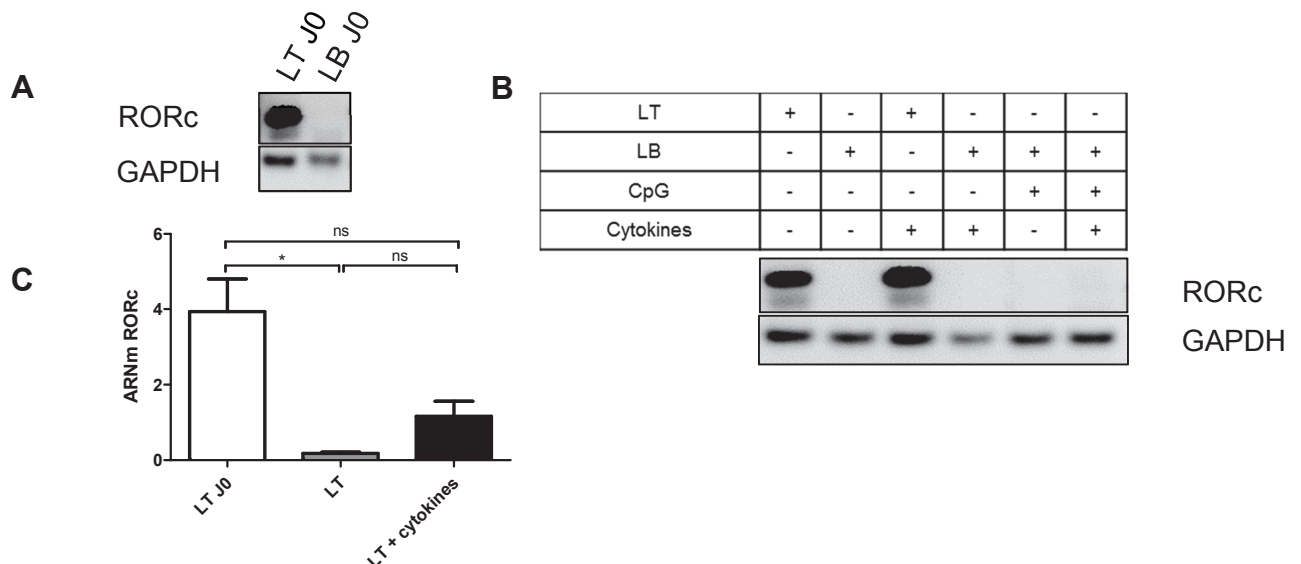 A
LT J0
LB J0
RORc
GAPDH
B
LT + - + - - -
LB - + - + + +
CpG - - - - + +
Cytokines - - + + - +
RORc
GAPDH
C
ARNm RORc
6
4
2
0
ns
* ns
LT J0
LT
LT + cytokines